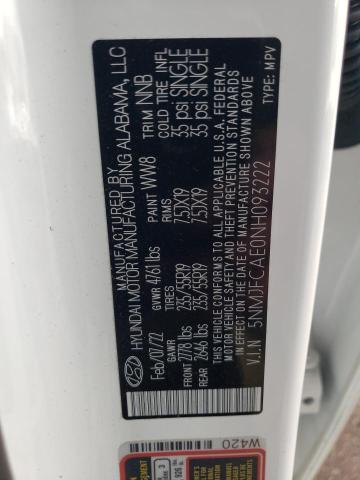 MANUFACTURED BY
HYUNDAI MOTOR MANUFACTURING ALABAMA, LLC
Feb/07/22 PAINT WW8 TRIM NNB
GVWR 4761 lbs
GAWR TIRES RIMS COLD TIRE INFL
FRONT 2778 lbs 235/55R19 7.5JX19 35 psi SINGLE
REAR 2646 lbs 235/55R19 7.5JX19 35 psi SINGLE
THIS VEHICLE CONFORMS TO ALL APPLICABLE U.S.A. FEDERAL
MOTOR VEHICLE SAFETY, BUMPER, AND THEFT PREVENTION
STANDARDS IN EFFECT ON THE DATE OF MANUFACTURE
SHOWN ABOVE.
V.I.N 5NMJFCAE0NH093222
TYPE: MPV
W420